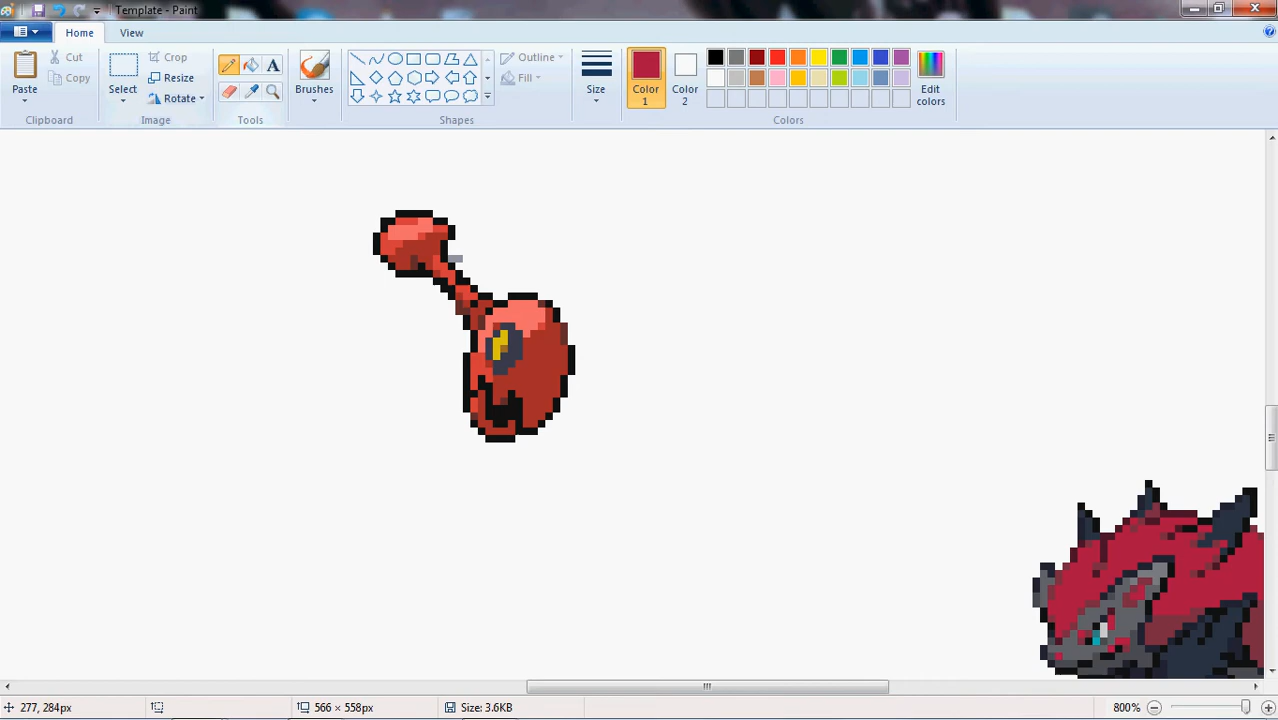 Template - Paint
Home View
Cut
Copy
Paste
Clipboard
Crop
Resize
Rotate
Select
Image
A
Tools
Brushes
Outline
Fill
Shapes
Size
Color 1
Color 2
Edit colors
Colors
277, 284px
566 × 558px
Size: 3.6KB
800%